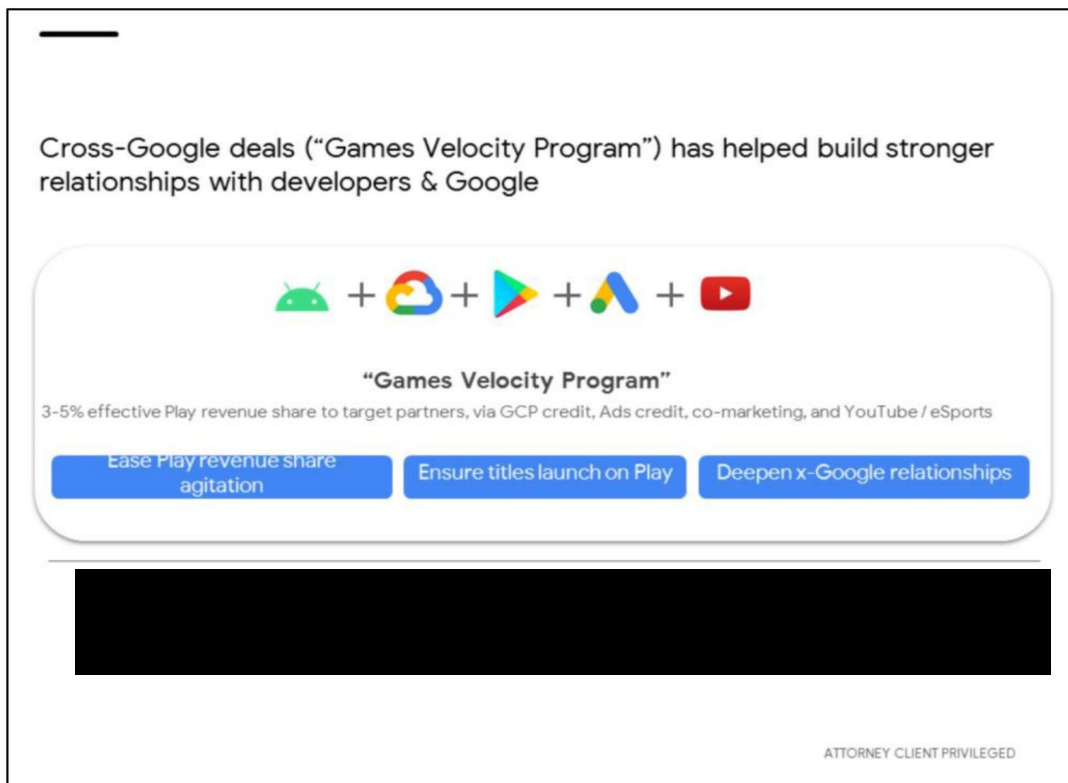 Cross-Google deals (“Games Velocity Program”) has helped build stronger
relationships with developers & Google
+ + + +
“Games Velocity Program”
3-5% effective Play revenue share to target partners, via GCP credit, Ads credit, co-marketing, and YouTube / eSports
Ease Play revenue share
agitation
Ensure titles launch on Play
Deepen x-Google relationships
ATTORNEY CLIENT PRIVILEGED